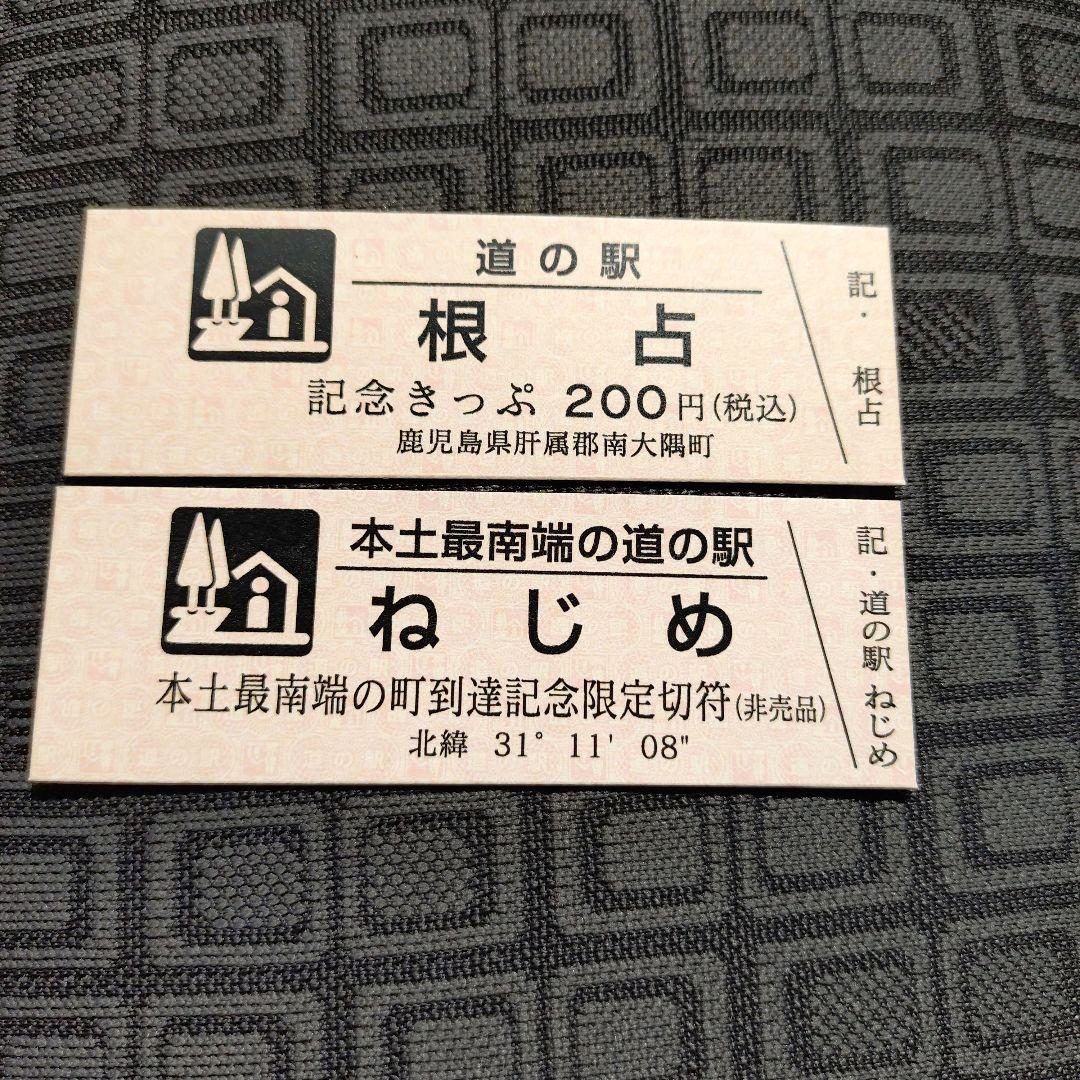 道の駅
根占
記念きっぷ 200円(税込)
鹿児島県肝属郡南大隅町
記・根占
本土最南端の道の駅
ねじめ
本土最南端の町到達記念限定切符(非売品)
北緯 31° 11' 08"
記・道の駅 ねじめ